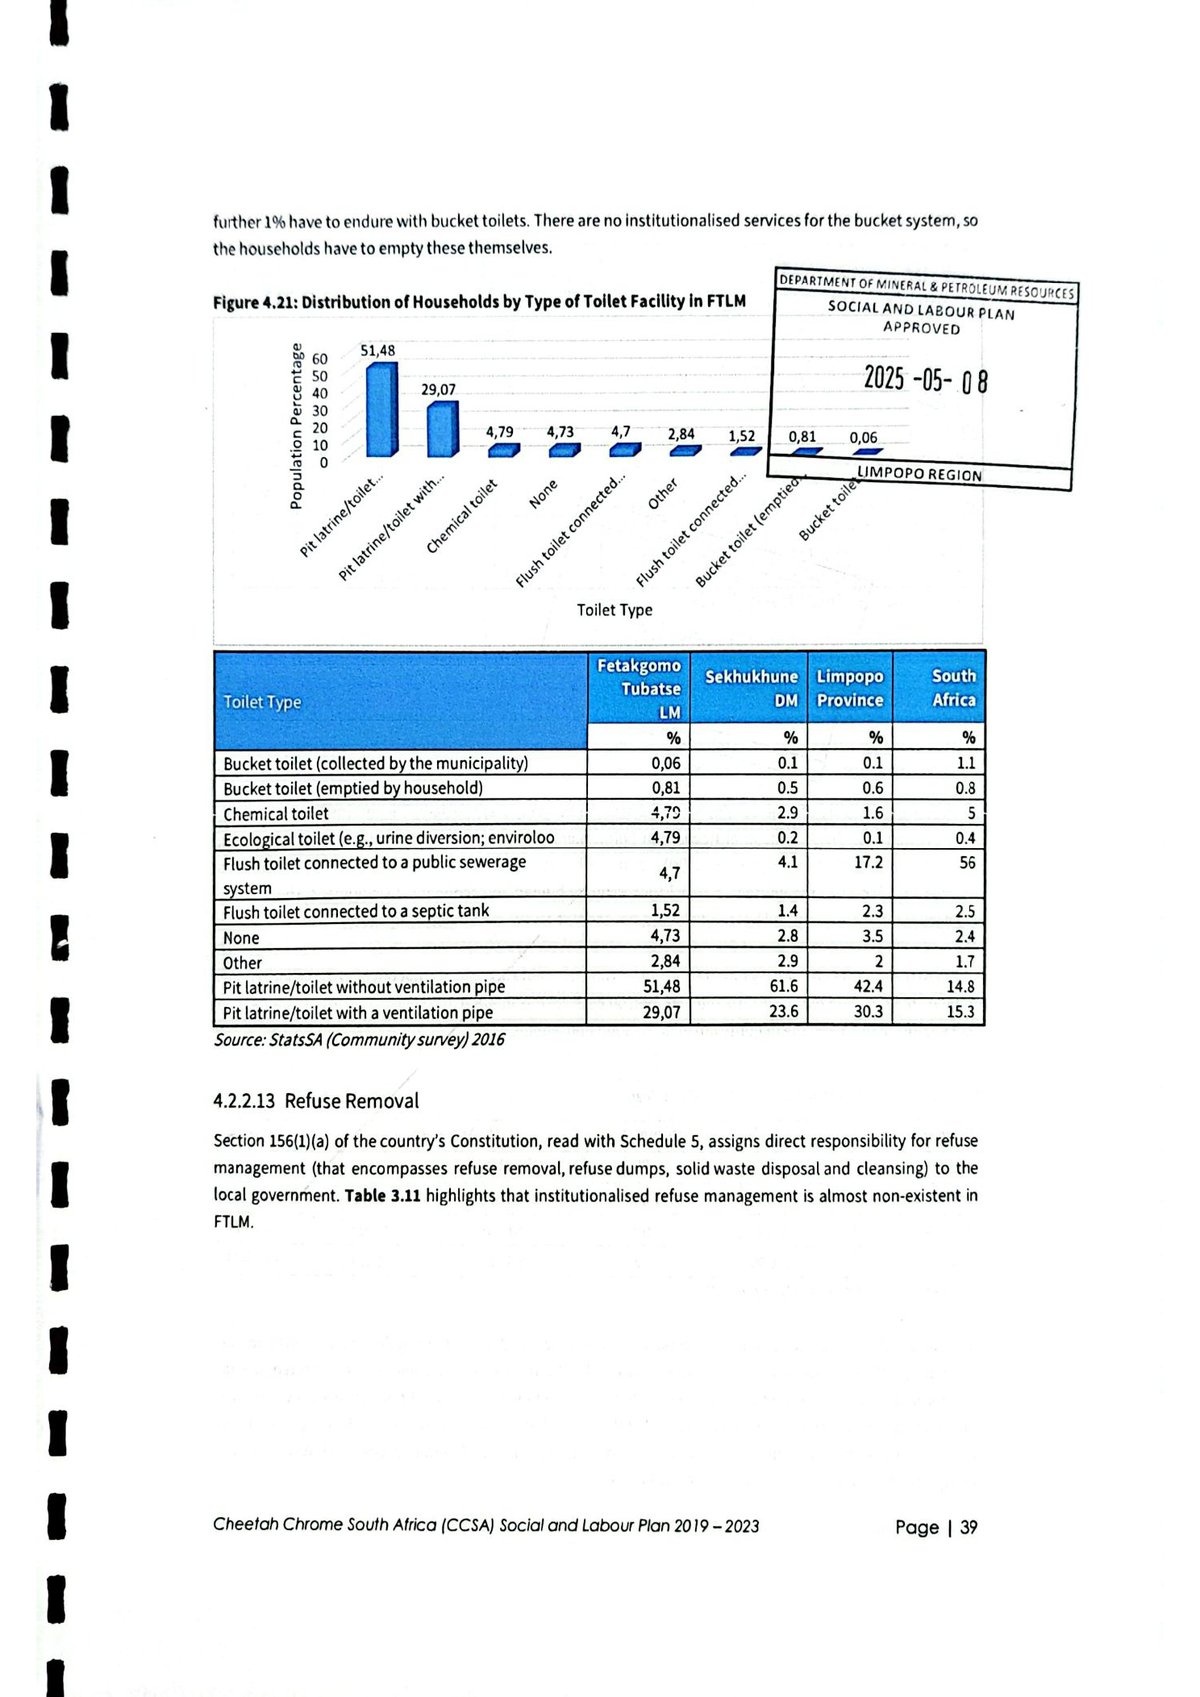 further 1% have to endure with bucket toilets. There are no institutionalised services for the bucket system, so
the households have to empty these themselves.
Figure 4.21: Distribution of Households by Type of Toilet Facility in FTLM
DEPARTMENT OF MINERAL & PETROLEUM RESOURCES
SOCIAL AND LABOUR PLAN
APPROVED
2025 -05- 08
LIMPOPO REGION
Population Percentage
60
50
40
30
20
10
0
51,48
29,07
4,79
4,73
4,7
2,84
1,52
0,81
0,06
Pit latrine/toilet...
Pit latrine/toilet with...
Chemical toilet
None
Flush toilet connected...
Other
Flush toilet connected...
Bucket toilet (emptied...
Bucket toilet
Toilet Type
Toilet Type Fetakgomo Tubatse LM Sekhukhune DM Limpopo Province South Africa
% % % %
Bucket toilet (collected by the municipality) 0,06 0.1 0.1 1.1
Bucket toilet (emptied by household) 0,81 0.5 0.6 0.8
Chemical toilet 4,79 2.9 1.6 5
Ecological toilet (e.g., urine diversion; enviroloo 4,79 0.2 0.1 0.4
Flush toilet connected to a public sewerage system 4,7 4.1 17.2 56
Flush toilet connected to a septic tank 1,52 1.4 2.3 2.5
None 4,73 2.8 3.5 2.4
Other 2,84 2.9 2 1.7
Pit latrine/toilet without ventilation pipe 51,48 61.6 42.4 14.8
Pit latrine/toilet with a ventilation pipe 29,07 23.6 30.3 15.3
Source: StatsSA (Community survey) 2016
4.2.2.13 Refuse Removal
Section 156(1)(a) of the country's Constitution, read with Schedule 5, assigns direct responsibility for refuse
management (that encompasses refuse removal, refuse dumps, solid waste disposal and cleansing) to the
local government. Table 3.11 highlights that institutionalised refuse management is almost non-existent in
FTLM.
Cheetah Chrome South Africa (CCSA) Social and Labour Plan 2019 – 2023 Page | 39